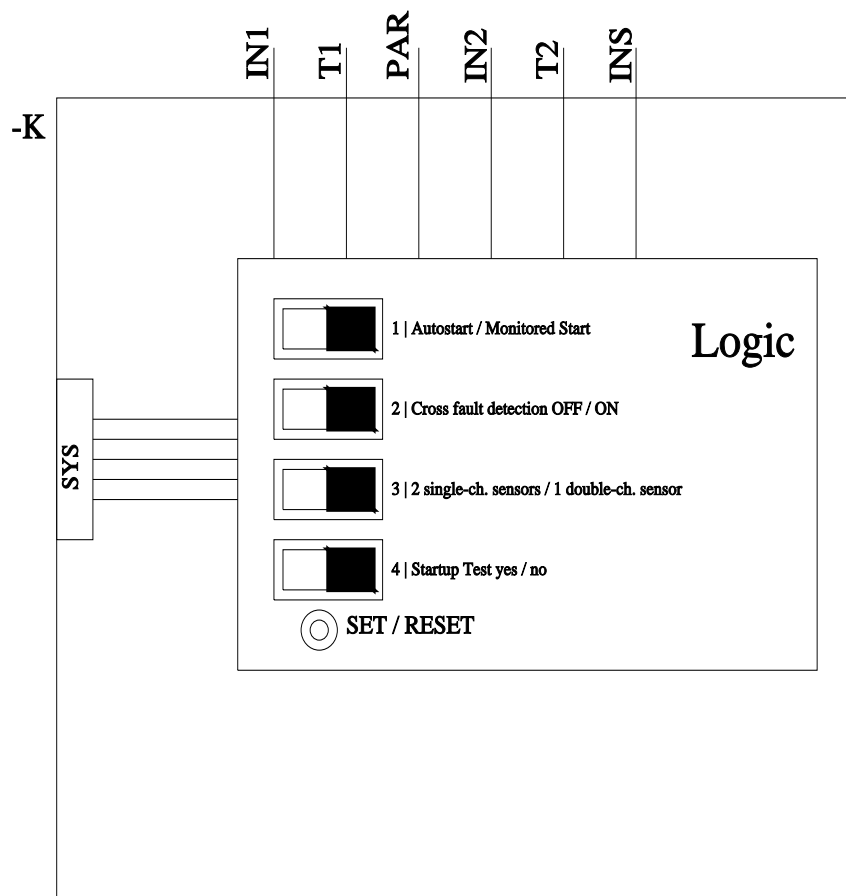 IN1
T1
PAR
IN2
T2
INS
-K
1 | Autostart / Monitored Start
Logic
2 | Cross fault detection OFF / ON
SYS
3 | 2 single-ch. sensors / 1 double-ch. sensor
4 | Startup Test yes / no
SET / RESET